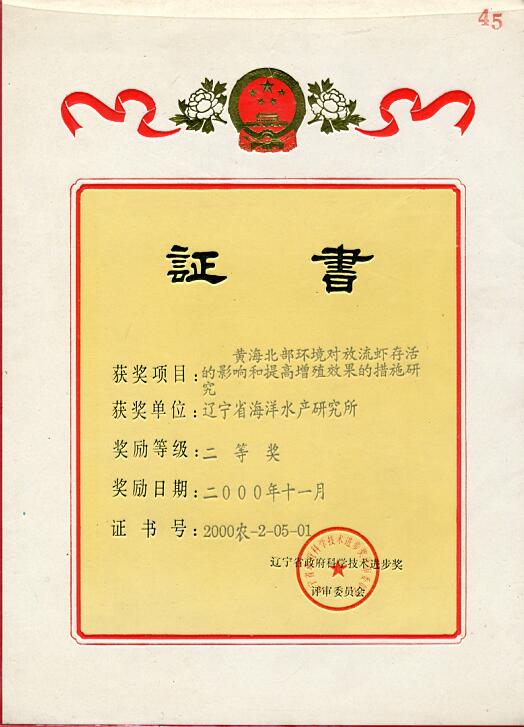 45
証書
黄海北部环境对放流虾存活
获奖项目:的影响和提高增殖效果的措施研
究
获奖单位:辽宁省海洋水产研究所
奖励等级:二等奖
奖励日期:二000年十一月
证书号:2000农-2-05-01
辽宁省政府科学技术进步奖
评审委员会